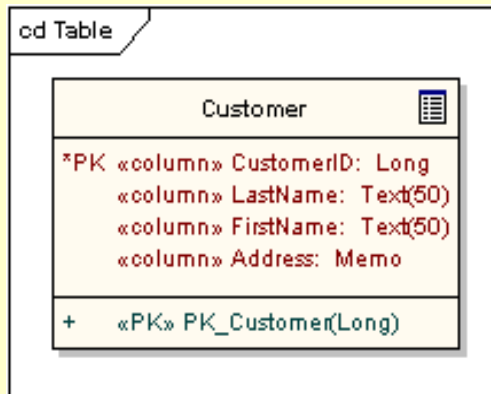 cd Table
Customer
*PK «column» CustomerID: Long
«column» LastName: Text(50)
«column» FirstName: Text(50)
«column» Address: Memo
+ «PK» PK_Customer(Long)